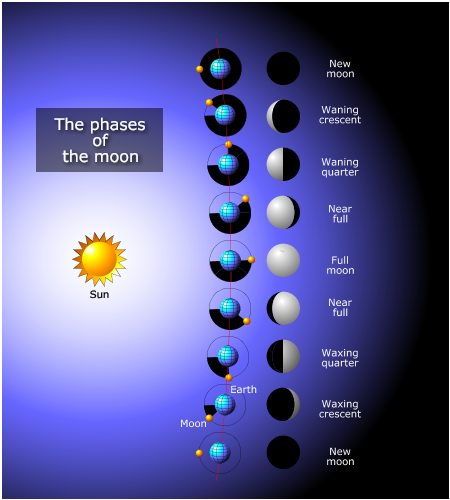 The phases
of
the moon
Sun
New
moon
Waning
crescent
Waning
quarter
Near
full
Full
moon
Near
full
Waxing
quarter
Earth
Waxing
crescent
Moon
New
moon